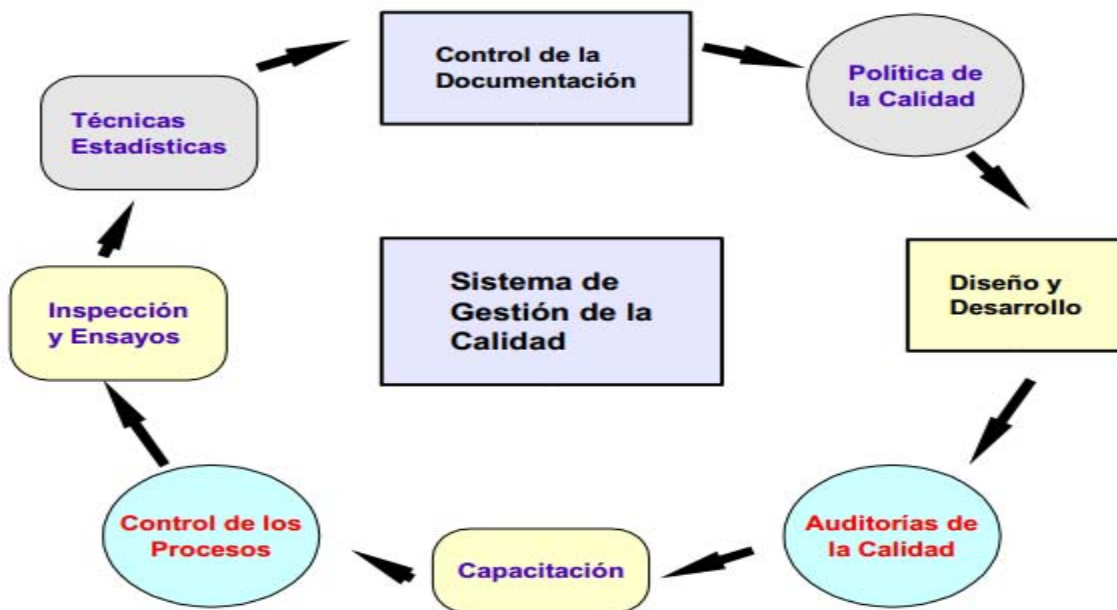 Control de la
Documentación
Política de
la Calidad
Técnicas
Estadísticas
Sistema de
Gestión de la
Calidad
Diseño y
Desarrollo
Inspección
y Ensayos
Control de los
Procesos
Capacitación
Auditorías de
la Calidad